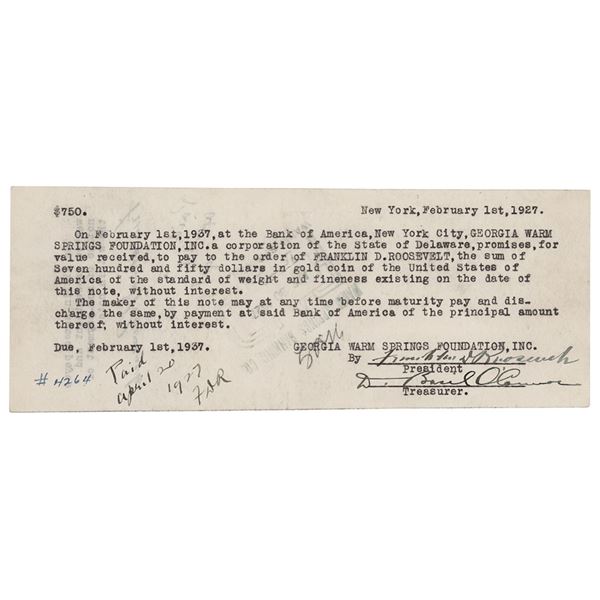 $750. New York,February 1st,1927.
On February 1st,1937,at the Bank of America,New York City,GEORGIA WARM
SPRINGS FOUNDATION,INC.a corporation of the State of Delaware,promises,for
value received,to pay to the order of FRANKLIN D.ROOSEVELT,the sum of
Seven hundred and fifty dollars in gold coin of the United States of
America of the standard of weight and fineness existing on the date of
this note, without interest.
The maker of this note may at any time before maturity pay and dis-
charge the same,by payment at said Bank of America of the principal amount
thereof, without interest.
Due, February 1st,1937. GEORGIA WARM SPRINGS FOUNDATION,INC.
By Franklin D Roosevelt
President
D. Basil O'Connor
Treasurer.
# 4264
Paid
April 20
1927
FDR